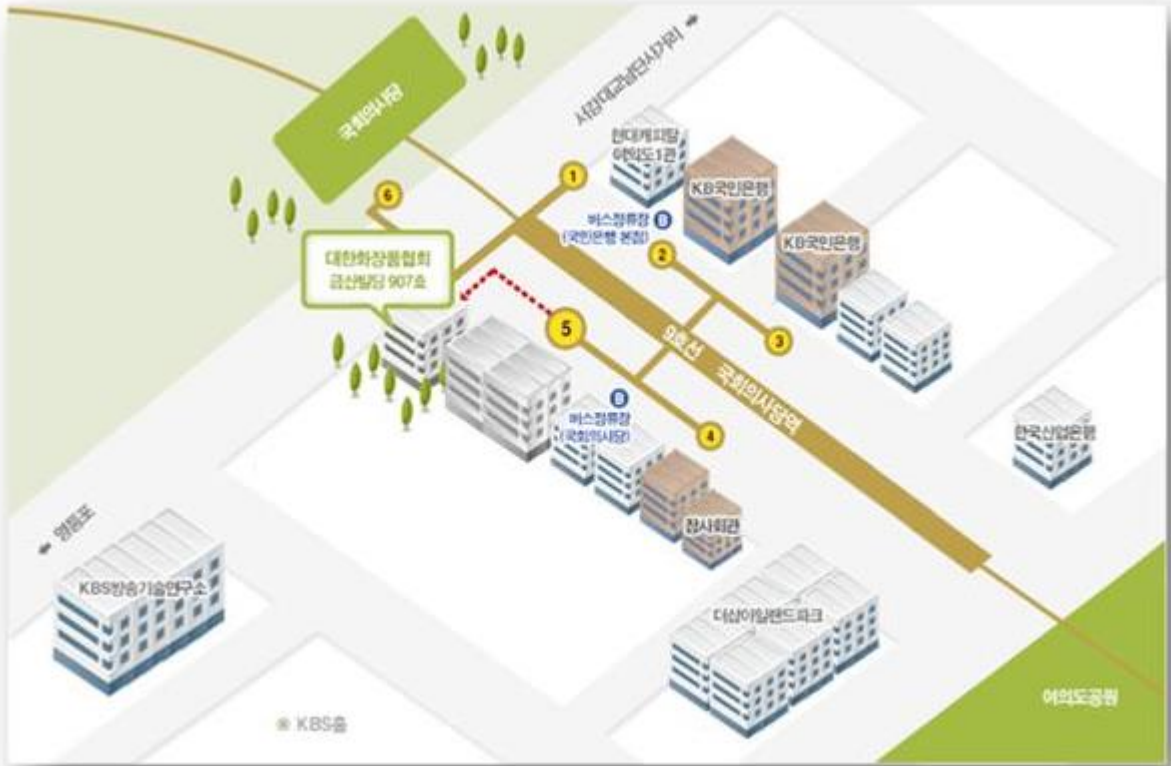 국회의사당
서강대교남단사거리
현대캐피탈
여의도1관
KB국민은행
KB국민은행
버스정류장 B
(국민은행 본점)
6
1
2
3
대한화장품협회
금산빌딩 907호
5
9호선 국회의사당역
B
버스정류장
(국회의사당)
4
한국산업은행
잠사회관
영등포
KBS방송기술연구소
더샵아일랜드파크
여의도공원
KBS홀